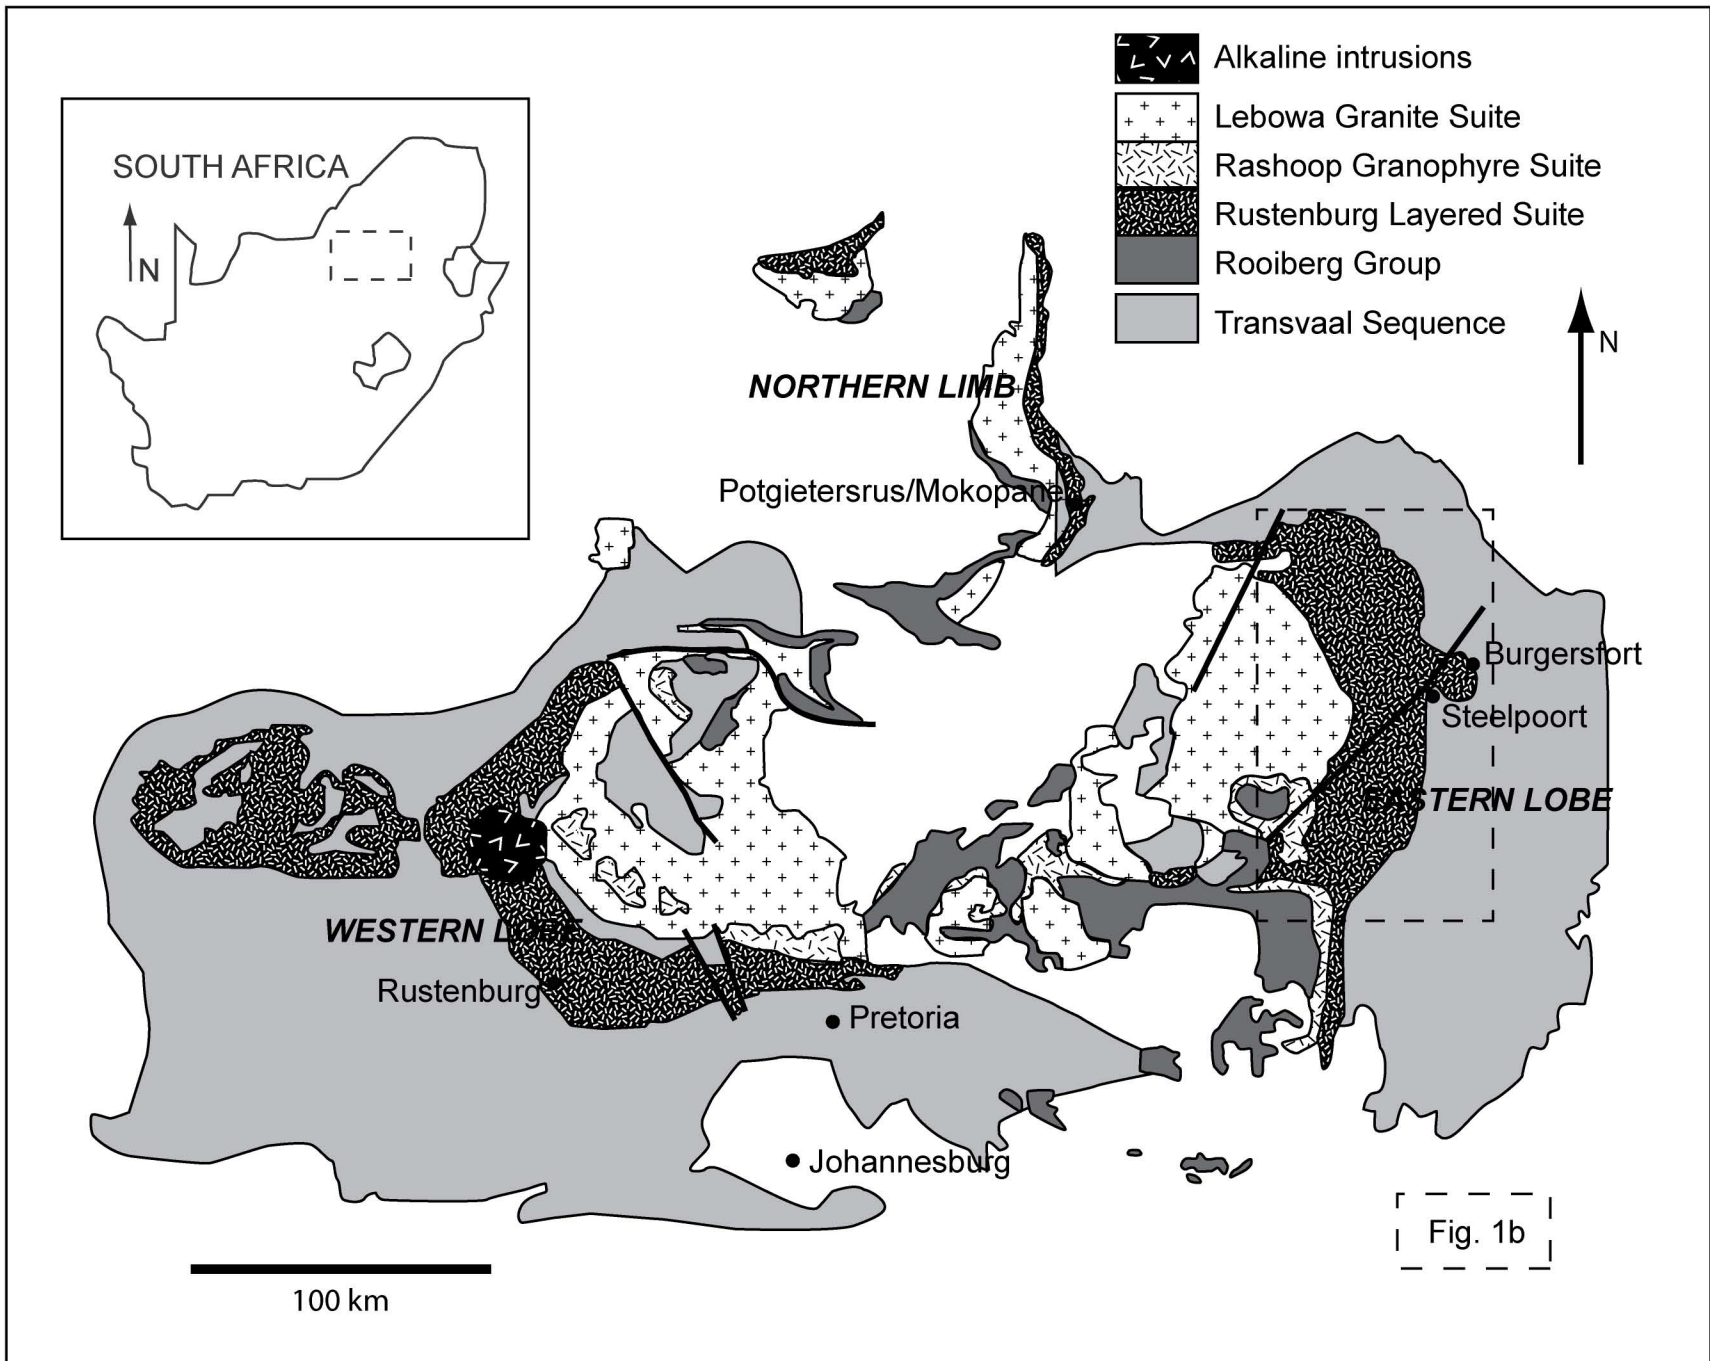 Alkaline intrusions
Lebowa Granite Suite
Rashoop Granophyre Suite
Rustenburg Layered Suite
Rooiberg Group
Transvaal Sequence
SOUTH AFRICA
N
N
NORTHERN LIMB
Potgietersrus/Mokopane
Burgersfort
Steelpoort
EASTERN LOBE
WESTERN LOBE
Rustenburg
Pretoria
Johannesburg
Fig. 1b
100 km